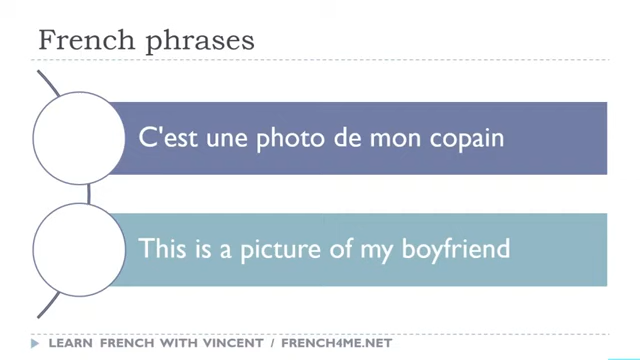 French phrases
C'est une photo de mon copain
This is a picture of my boyfriend
LEARN FRENCH WITH VINCENT / FRENCH4ME.NET